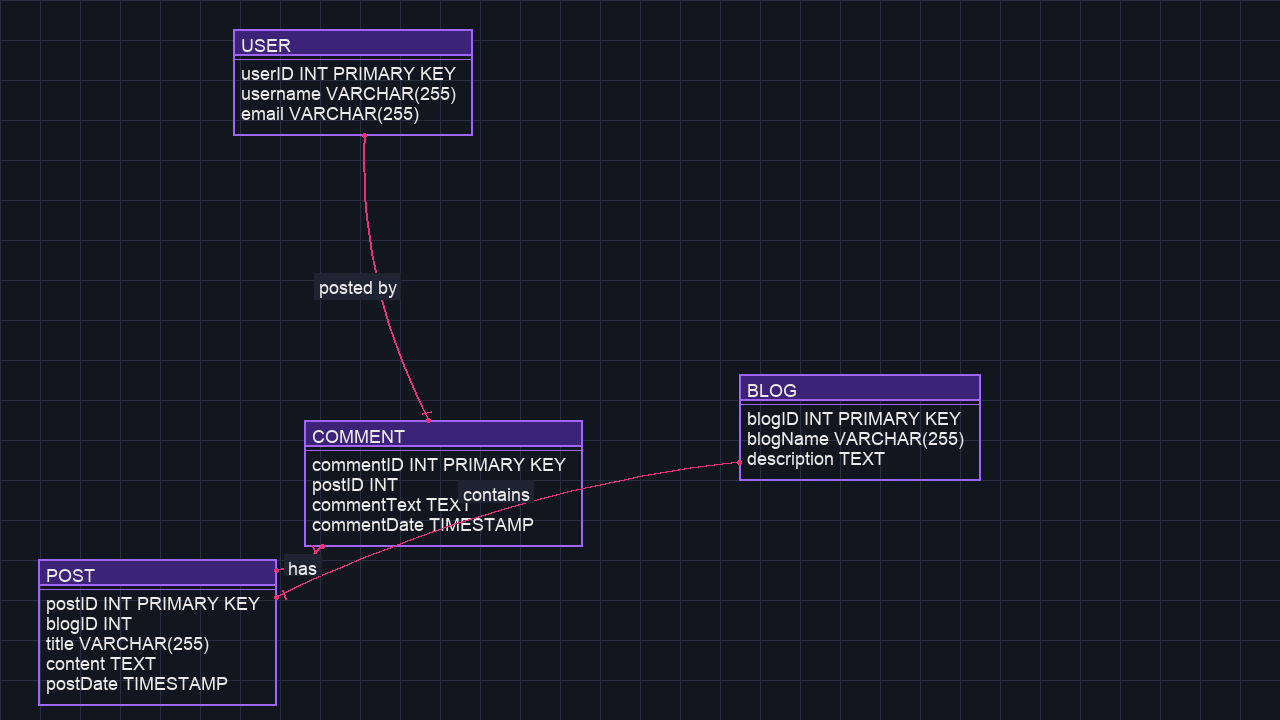 USER
userID INT PRIMARY KEY
username VARCHAR(255)
email VARCHAR(255)
posted by
BLOG
blogID INT PRIMARY KEY
blogName VARCHAR(255)
description TEXT
COMMENT
commentID INT PRIMARY KEY
postID INT
commentText TEXT
commentDate TIMESTAMP
contains
has
POST
postID INT PRIMARY KEY
blogID INT
title VARCHAR(255)
content TEXT
postDate TIMESTAMP